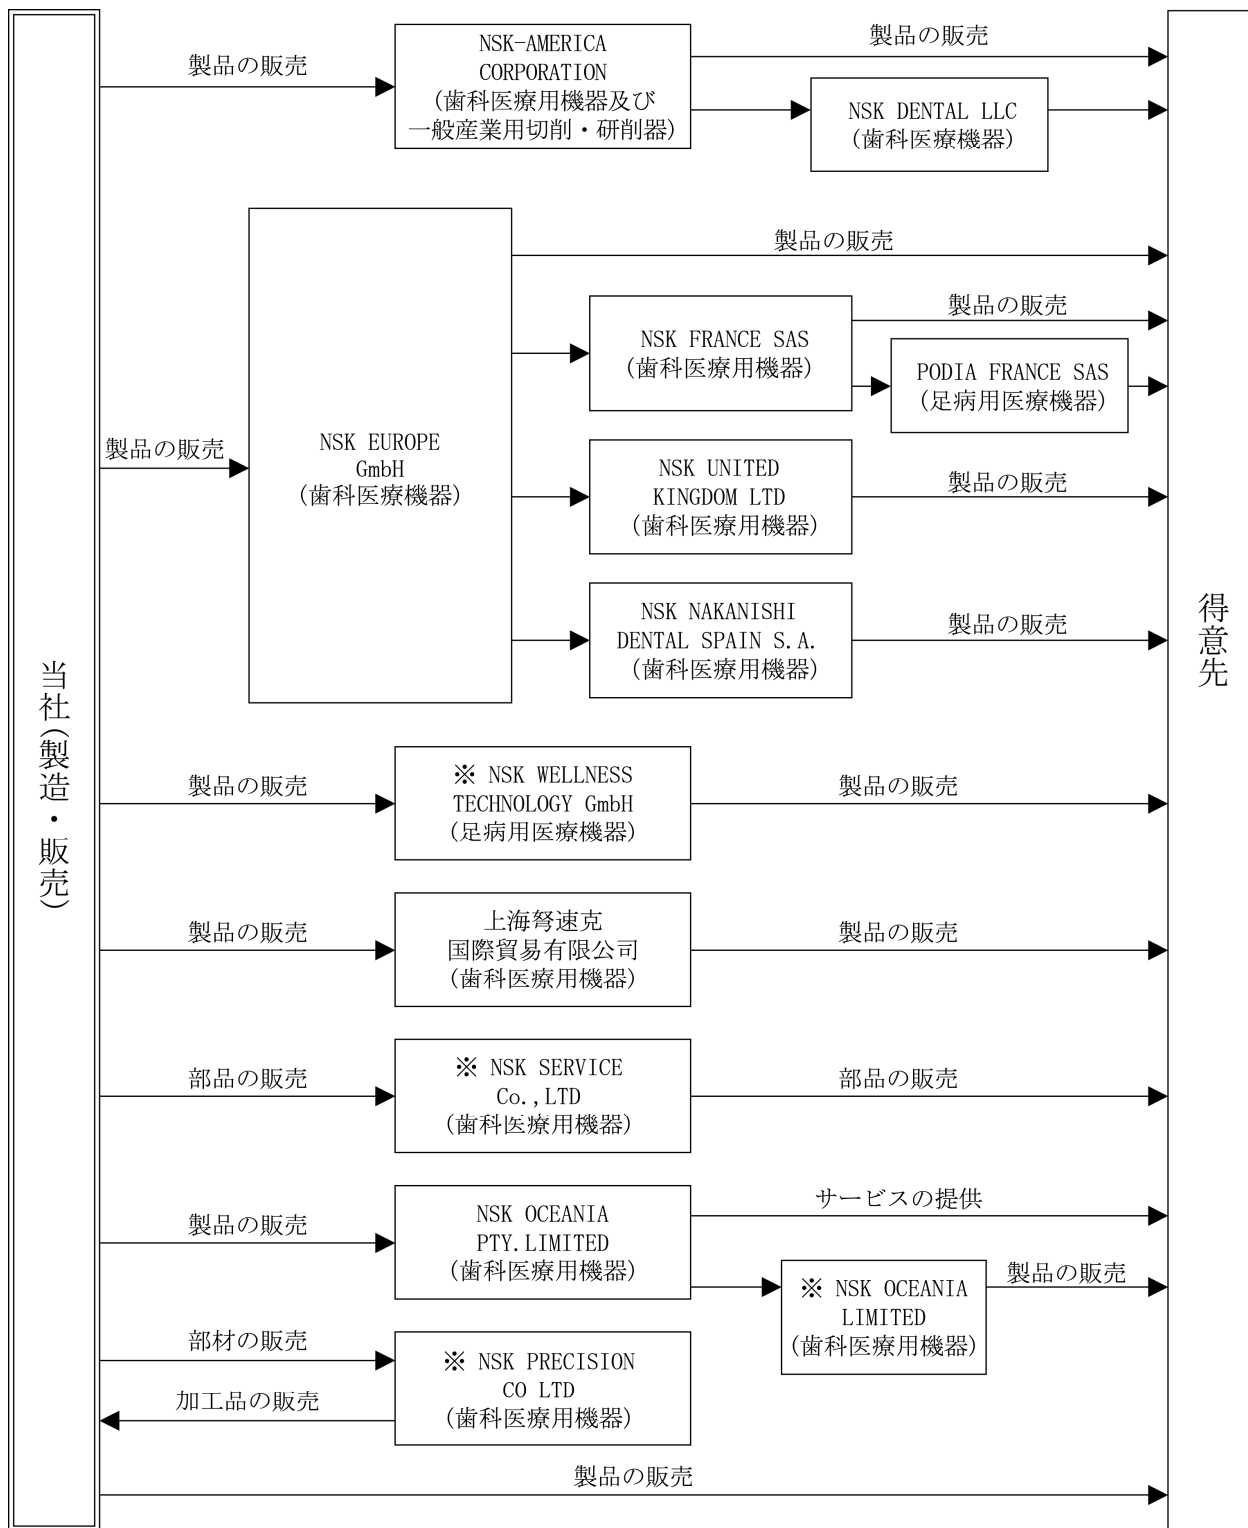 当社(製造・販売)
製品の販売
NSK-AMERICA
CORPORATION
(歯科医療用機器及び
一般産業用切削・研削器)
製品の販売
NSK DENTAL LLC
(歯科医療機器)
製品の販売
NSK EUROPE
GmbH
(歯科医療機器)
製品の販売
NSK FRANCE SAS
(歯科医療用機器)
製品の販売
PODIA FRANCE SAS
(足病用医療機器)
NSK UNITED
KINGDOM LTD
(歯科医療用機器)
製品の販売
NSK NAKANISHI
DENTAL SPAIN S.A.
(歯科医療用機器)
製品の販売
製品の販売
※ NSK WELLNESS
TECHNOLOGY GmbH
(足病用医療機器)
製品の販売
製品の販売
上海弩速克
国際貿易有限公司
(歯科医療用機器)
製品の販売
部品の販売
※ NSK SERVICE
Co.,LTD
(歯科医療用機器)
部品の販売
製品の販売
NSK OCEANIA
PTY.LIMITED
(歯科医療用機器)
サービスの提供
※ NSK OCEANIA
LIMITED
(歯科医療用機器)
製品の販売
部材の販売
加工品の販売
※ NSK PRECISION
CO LTD
(歯科医療用機器)
製品の販売
得意先